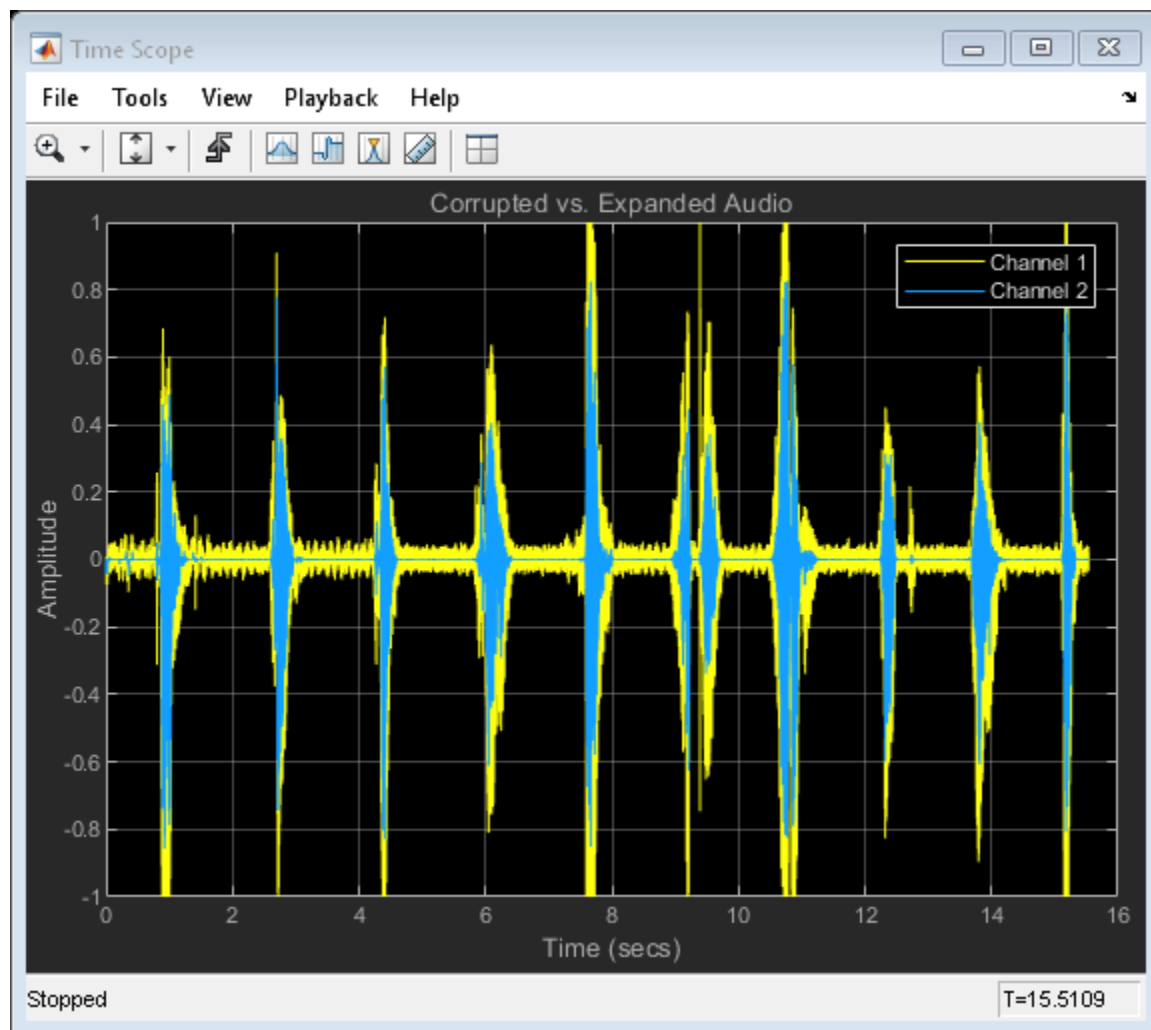 Time Scope
File Tools View Playback Help
Corrupted vs. Expanded Audio
Channel 1
Channel 2
Amplitude
1
0.8
0.6
0.4
0.2
0
-0.2
-0.4
-0.6
-0.8
-1
0 2 4 6 8 10 12 14 16
Time (secs)
Stopped T=15.5109